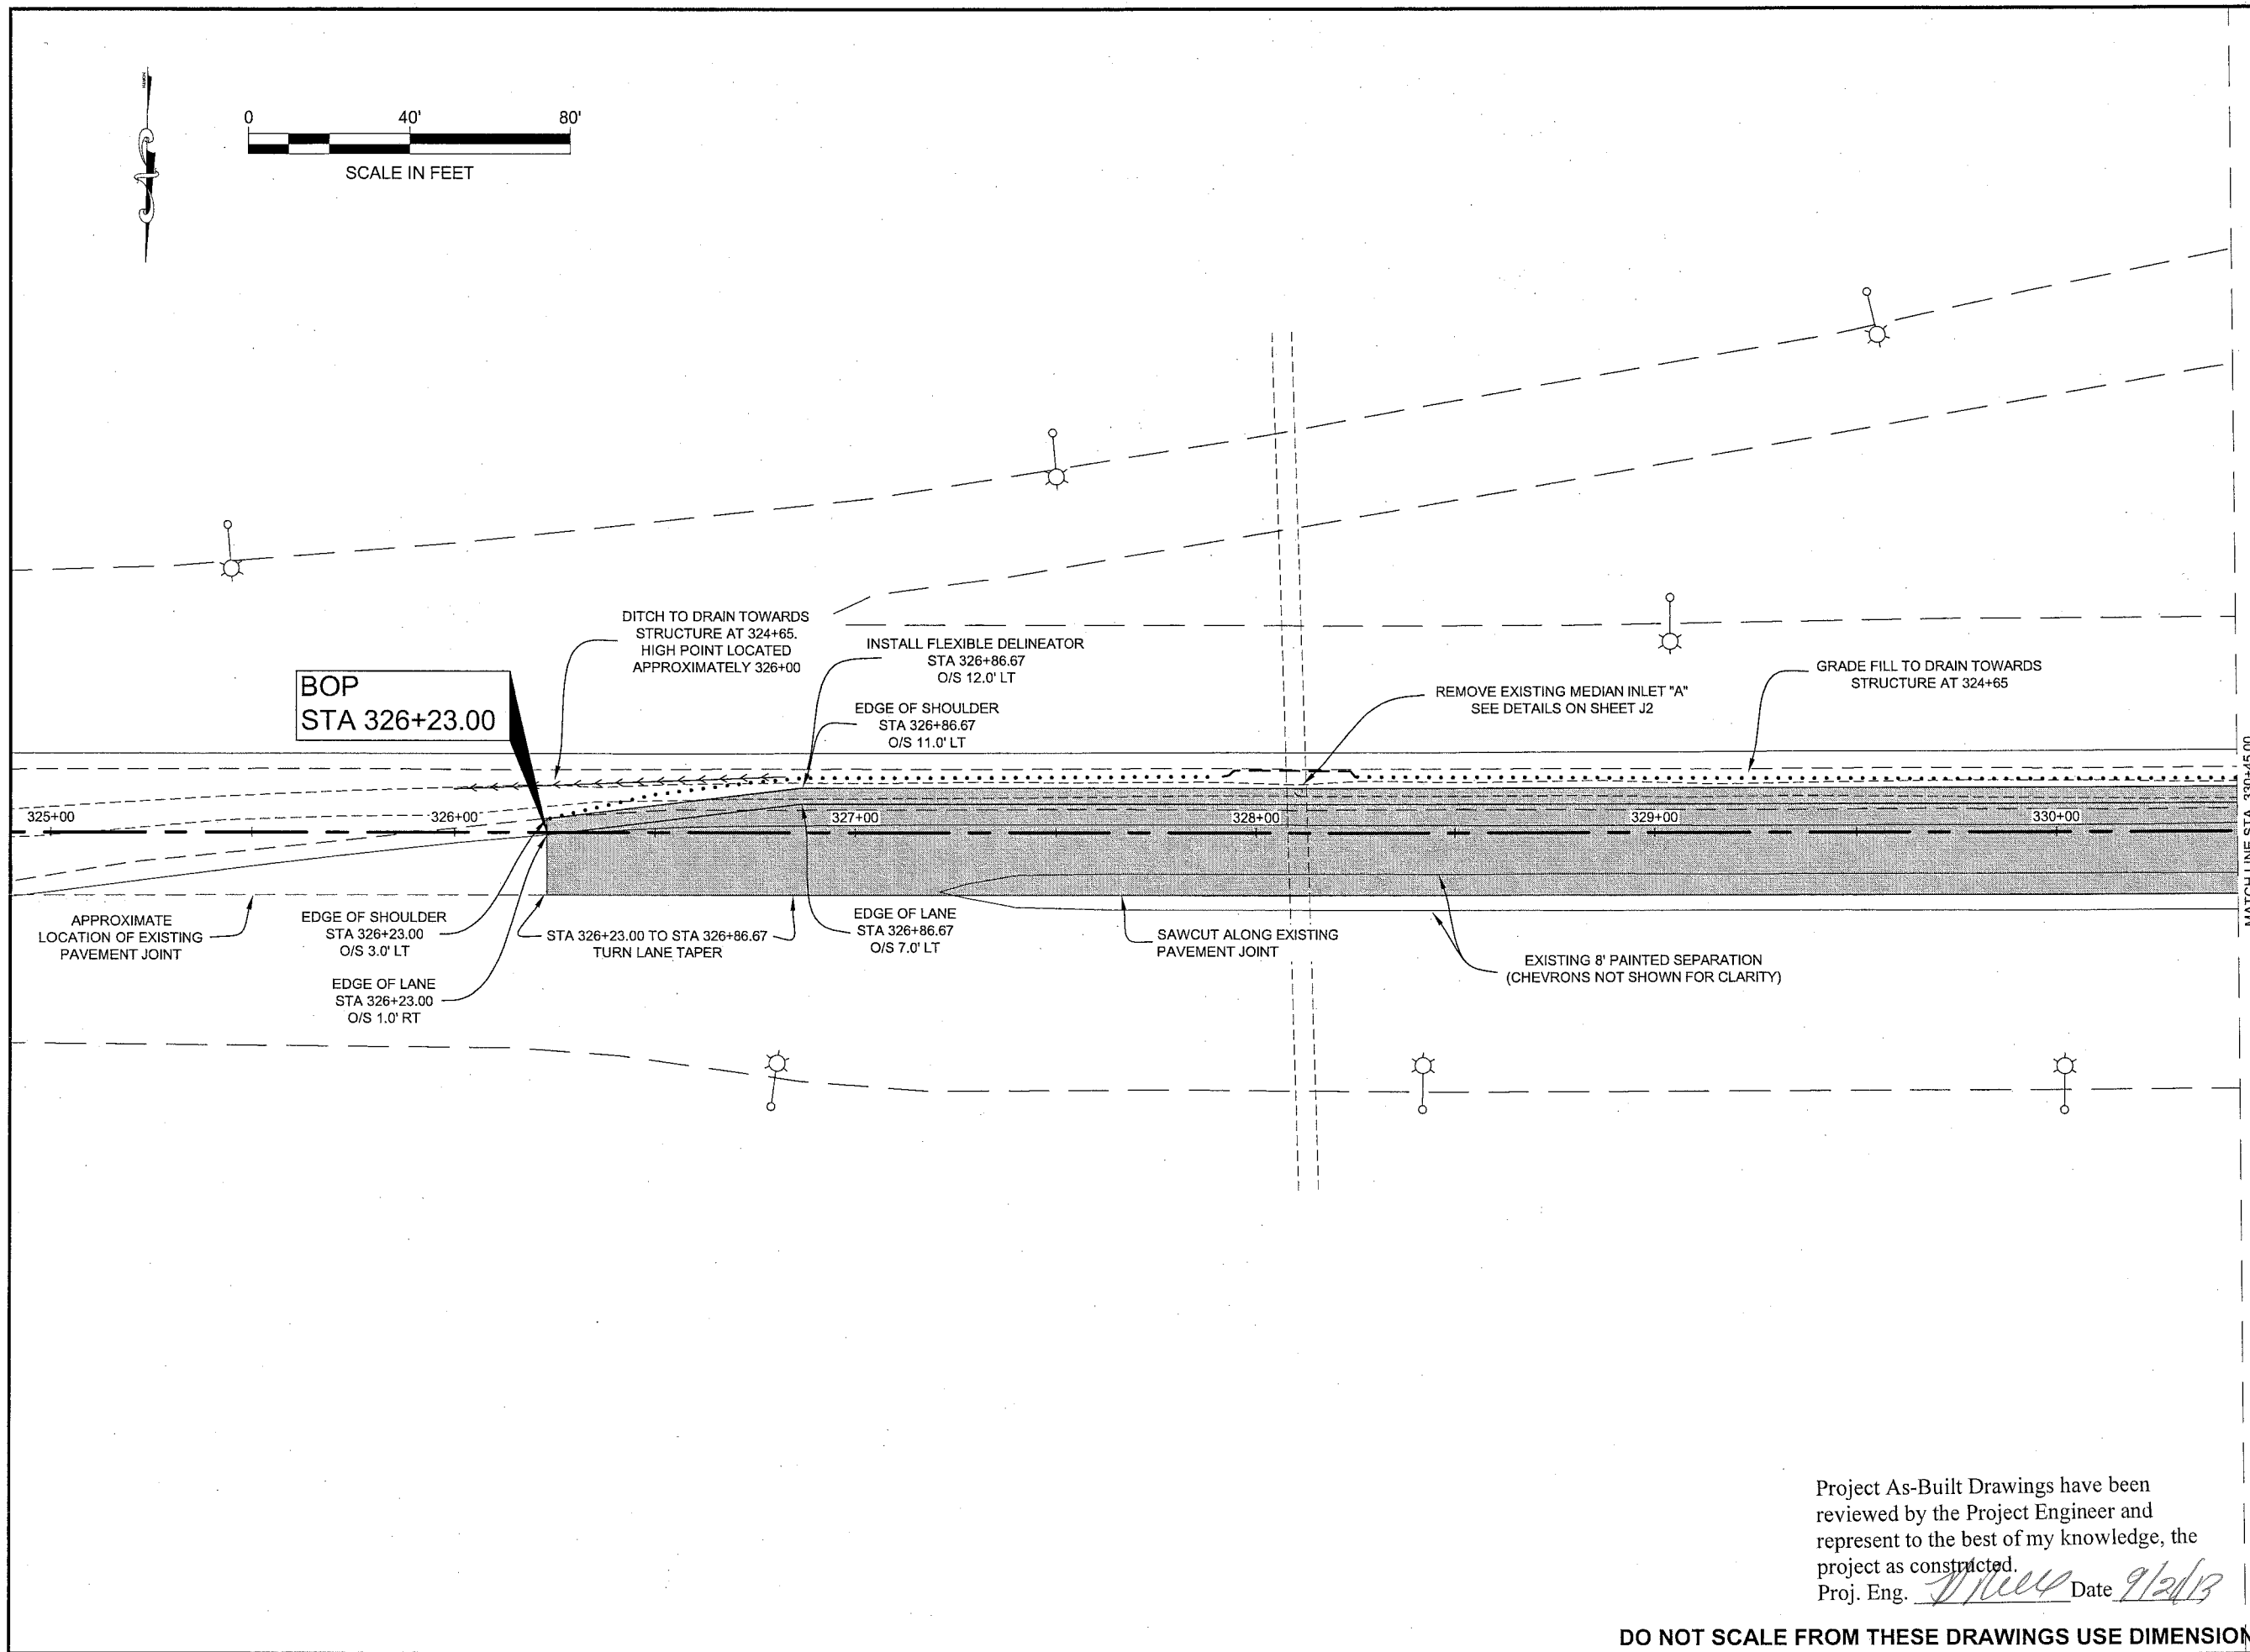 0 40' 80'
SCALE IN FEET
DITCH TO DRAIN TOWARDS
STRUCTURE AT 324+65.
HIGH POINT LOCATED
APPROXIMATELY 326+00
INSTALL FLEXIBLE DELINEATOR
STA 326+86.67
O/S 12.0' LT
EDGE OF SHOULDER
STA 326+86.67
O/S 11.0' LT
BOP
STA 326+23.00
REMOVE EXISTING MEDIAN INLET "A"
SEE DETAILS ON SHEET J2
GRADE FILL TO DRAIN TOWARDS
STRUCTURE AT 324+65
MATCH LINE STA. 330+45.00
325+00 326+00 327+00 328+00 329+00 330+00
APPROXIMATE
LOCATION OF EXISTING
PAVEMENT JOINT
EDGE OF SHOULDER
STA 326+23.00
O/S 3.0' LT
EDGE OF LANE
STA 326+23.00
O/S 1.0' RT
STA 326+23.00 TO STA 326+86.67
TURN LANE TAPER
EDGE OF LANE
STA 326+86.67
O/S 7.0' LT
SAWCUT ALONG EXISTING
PAVEMENT JOINT
EXISTING 8' PAINTED SEPARATION
(CHEVRONS NOT SHOWN FOR CLARITY)
Project As-Built Drawings have been
reviewed by the Project Engineer and
represent to the best of my knowledge, the
project as constructed.
Proj. Eng. Date
DO NOT SCALE FROM THESE DRAWINGS USE DIMENSION